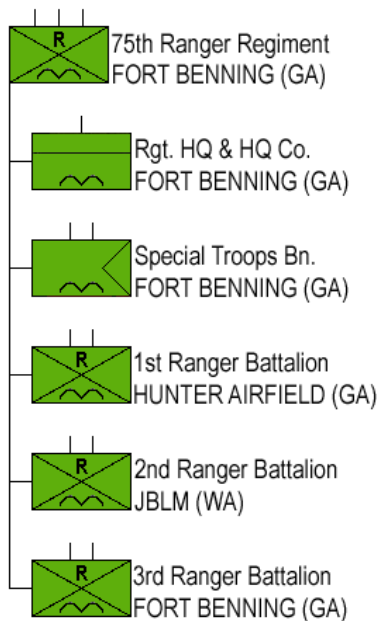 R
75th Ranger Regiment
FORT BENNING (GA)
Rgt. HQ & HQ Co.
FORT BENNING (GA)
Special Troops Bn.
FORT BENNING (GA)
R
1st Ranger Battalion
HUNTER AIRFIELD (GA)
R
2nd Ranger Battalion
JBLM (WA)
R
3rd Ranger Battalion
FORT BENNING (GA)